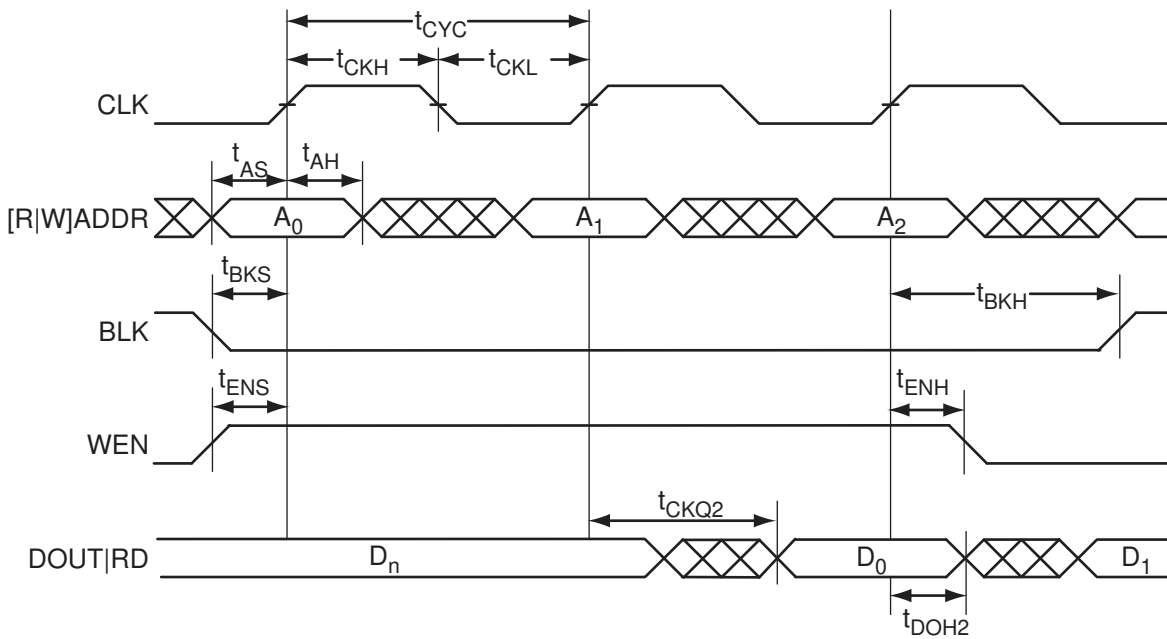 tCYC
tCKH tCKL
CLK
tAS tAH
[R|W]ADDR A0 A1 A2
tBKS tBKH
BLK
tENS tENH
WEN
tCKQ2
DOUT|RD Dn D0 D1
tDOH2